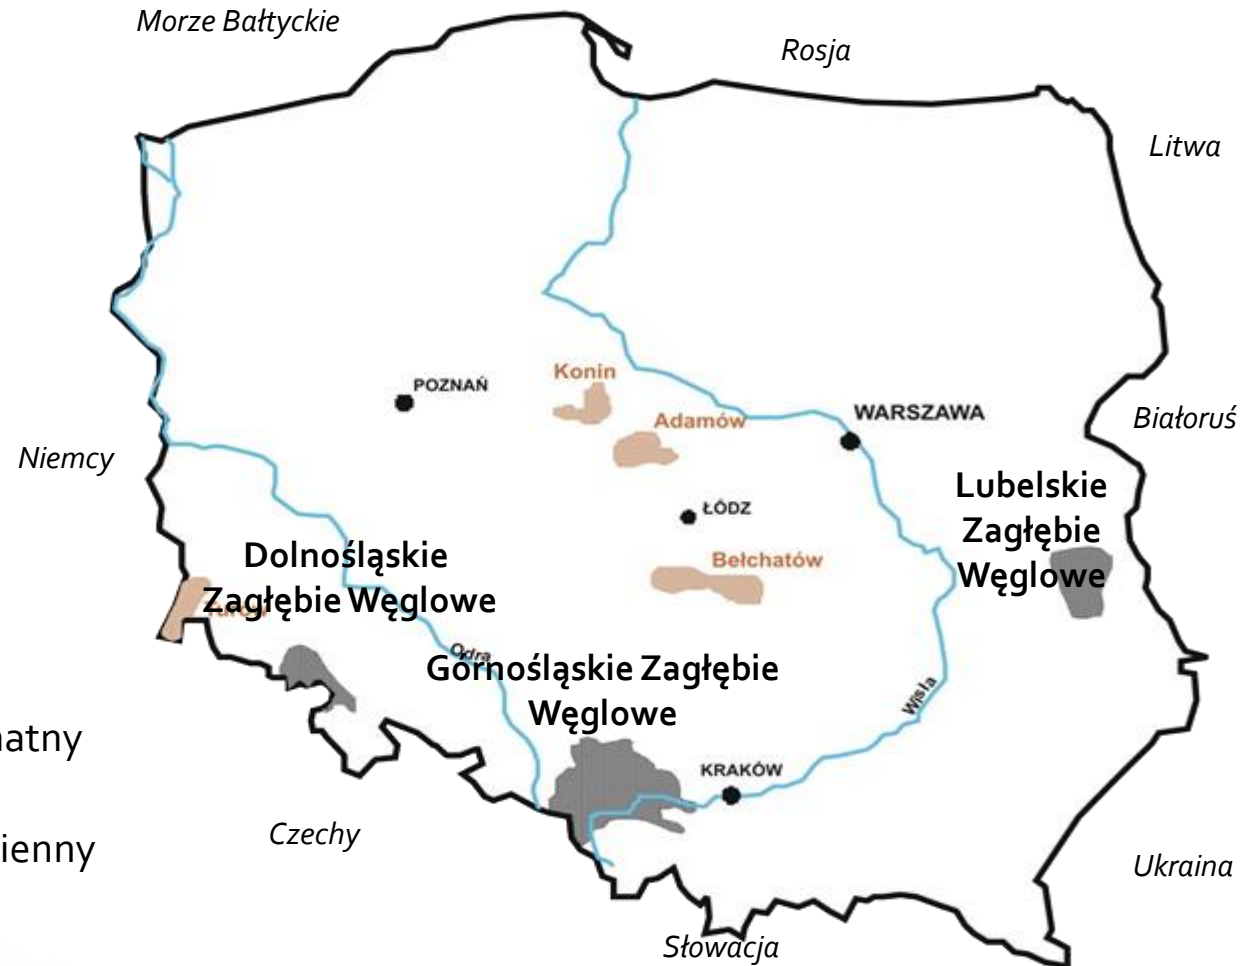 Morze Bałtyckie
Rosja
Litwa
POZNAŃ
Konin
Adamów
WARSZAWA
Białoruś
Niemcy
ŁÓDZ
Lubelskie
Zagłębie
Węglowe
Bełchatów
Dolnośląskie
Zagłębie Węglowe
Odra
Górnośląskie Zagłębie
Węglowe
Wisła
natny
KRAKÓW
Czechy
ienny
Ukraina
Słowacja